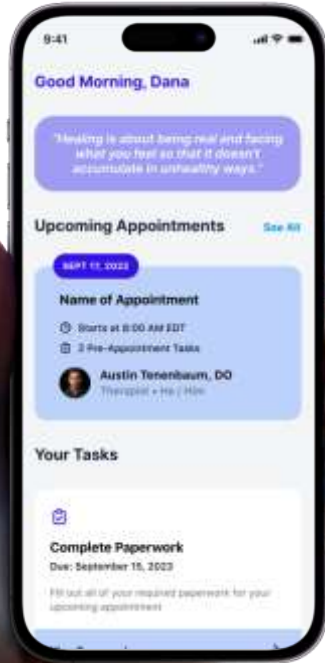 9:41
Good Morning, Dana
"Healing is about being real and facing
what you feel so that it doesn't
accumulate in unhealthy ways."
Upcoming Appointments See All
SEPT 17, 2023
Name of Appointment
Starts at 8:00 AM EDT
Pre-Appointment Tasks
Austin Tenenbaum, DO
Therapist • He / Him
Your Tasks
Complete Paperwork
Due: September 15, 2023
Fill out all of your required paperwork for your
upcoming appointment